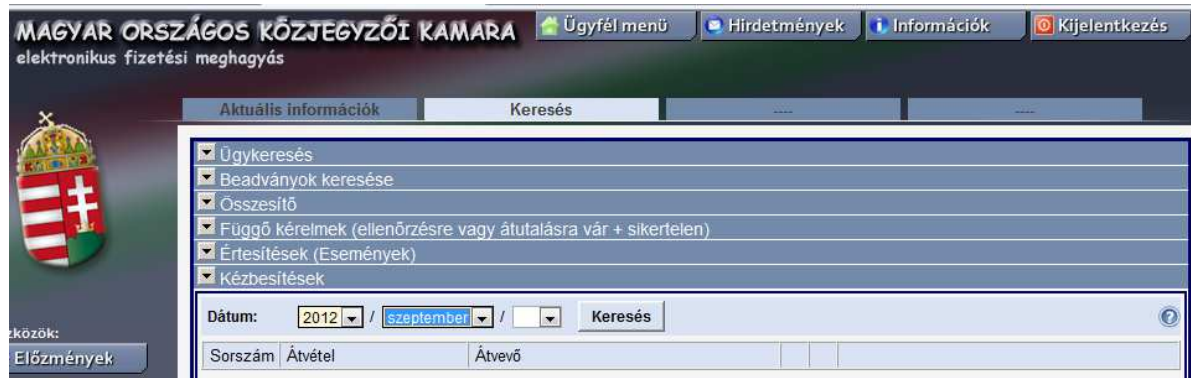 MAGYAR ORSZÁGOS KÖZJEGYZŐI KAMARA
elektronikus fizetési meghagyás
Ügyfél menü Hirdetmények Információk Kijelentkezés
Aktuális információk Keresés ---- ----
Ügykeresés
Beadványok keresése
Összesítő
Függő kérelmek (ellenőrzésre vagy átutalásra vár + sikertelen)
Értesítések (Események)
Kézbesítések
Dátum: 2012 / szeptember / Keresés
zközök:
Előzmények
Sorszám Átvétel Átvevő